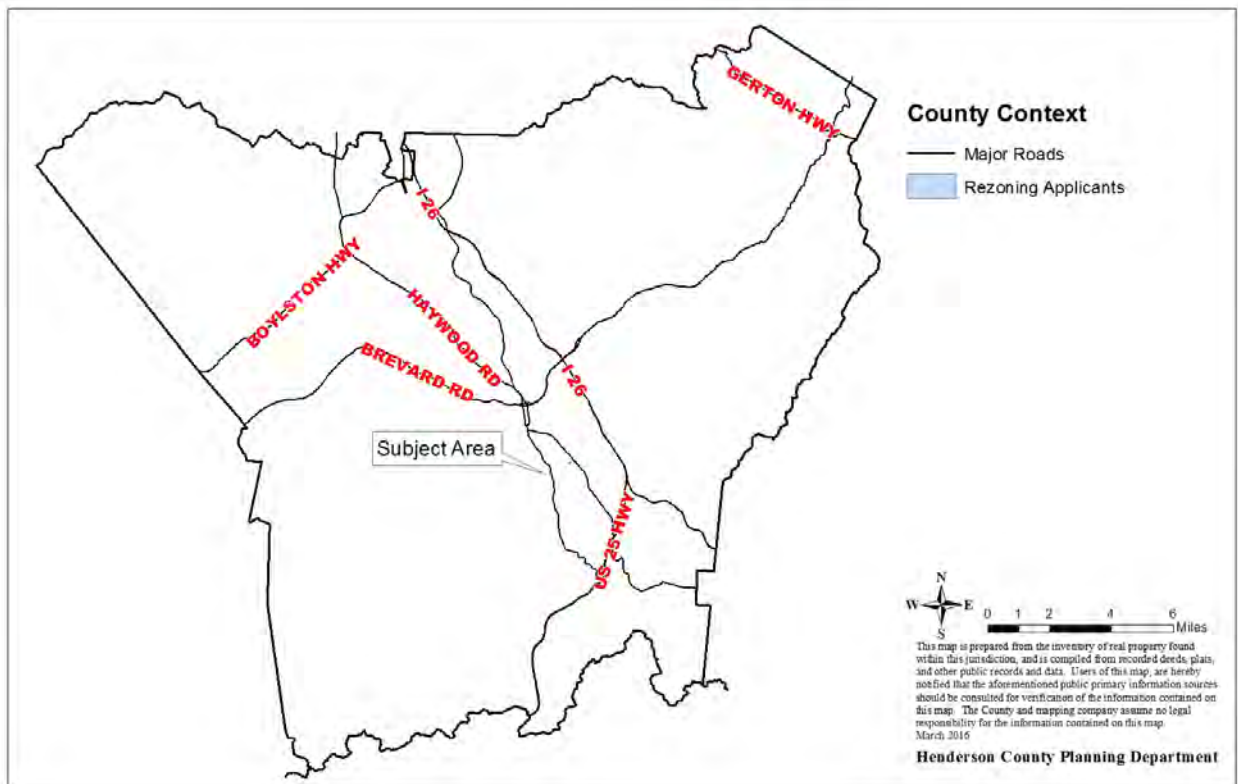 GERTON HWY
County Context
Major Roads
Rezoning Applicants
I-26
BOYLSTON HWY
HAYWOOD RD
BREVARD RD
I-26
Subject Area
US 25 HWY
N
W E
S
0 1 2 4 6
Miles
This map is prepared from the inventory of real property found
within this jurisdiction, and is compiled from recorded deeds, plats,
and other public records and data. Users of this map, are hereby
notified that the aforementioned public primary information sources
should be consulted for verification of the information contained on
this map. The County and mapping company assume no legal
responsibility for the information contained on this map.
March 2016
Henderson County Planning Department